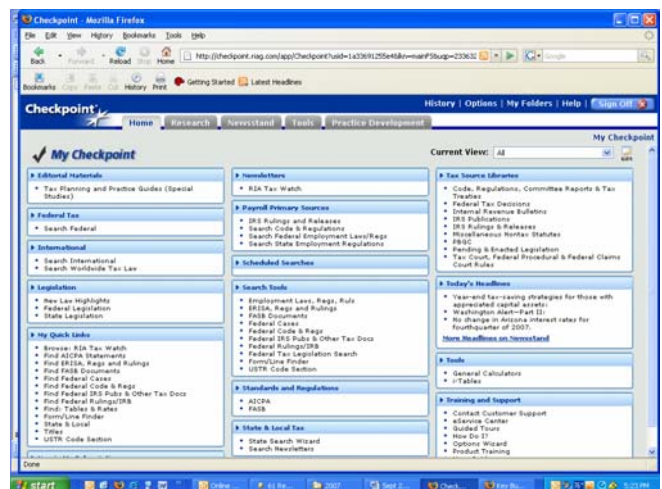 Checkpoint - Mozilla Firefox
File Edit View History Bookmarks Tools Help
Back Forward Reload Stop Home
Bookmarks Copy Paste Cut History Print Getting Started Latest Headlines
Checkpoint
History | Options | My Folders | Help | Sign Off
Home Research Newsstand Tools Practice Development
My Checkpoint
My Checkpoint
Current View: All
Editorial Materials
Tax Planning and Practice Guides (Special
Studies)
Federal Tax
Search Federal
International
Search International
Search Worldwide Tax Law
Legislation
New Law Highlights
Federal Legislation
State Legislation
My Quick Links
Browse: RIA Tax Watch
Find AICPA Statements
Find ERISA, Regs and Rulings
Find FASB Documents
Find Federal Cases
Find Federal Code & Regs
Find Federal IRS Pubs & Other Tax Docs
Find Federal Rulings/IRB
Find: Tables & Rates
Form/Line Finder
State & Local
Titles
USTR Code Section
Newsletters
RIA Tax Watch
Payroll Primary Sources
IRS Rulings and Releases
Search Code & Regulations
Search Federal Employment Laws/Regs
Search State Employment Regulations
Scheduled Searches
Search Tools
Employment Laws, Regs, Ruls
ERISA, Regs and Rulings
FASB Documents
Federal Cases
Federal Code & Regs
Federal IRS Pubs & Other Tax Docs
Federal Rulings/IRB
Federal Tax Legislation Search
Form/Line Finder
USTR Code Section
Standards and Regulations
AICPA
FASB
State & Local Tax
State Search Wizard
Search Newsletters
Tax Source Libraries
Code, Regulations, Committee Reports & Tax
Treaties
Federal Tax Decisions
Internal Revenue Bulletins
IRS Publications
IRS Rulings & Releases
Miscellaneous Nontax Statutes
PBGC
Pending & Enacted Legislation
Tax Court, Federal Procedural & Federal Claims
Court Rules
Today's Headlines
Year-end tax-saving strategies for those with
appreciated capital assets:
Washington Alert—Part II:
No change in Arizona interest rates for
fourthquarter of 2007.
More Headlines on Newsstand
Tools
General Calculators
i-Tables
Training and Support
Contact Customer Support
eService Center
Guided Tours
How Do I?
Options Wizard
Product Training
Done
start
Online ...
61 Re...
2007
Sept 2...
Check...
Key Bu...
5:23 PM